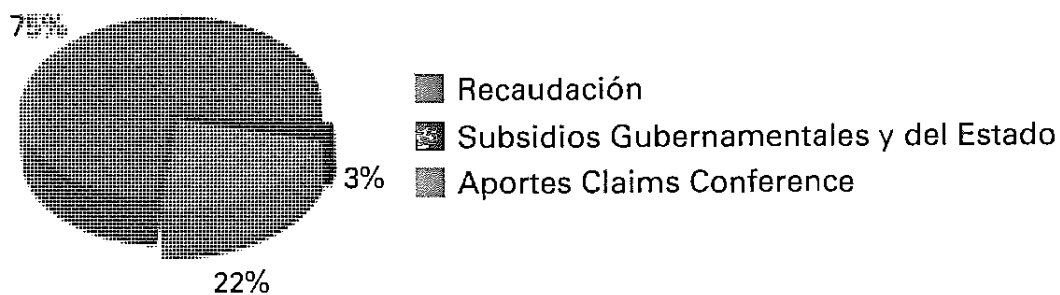 75%
Recaudación
Subsidios Gubernamentales y del Estado
3%
Aportes Claims Conference
22%